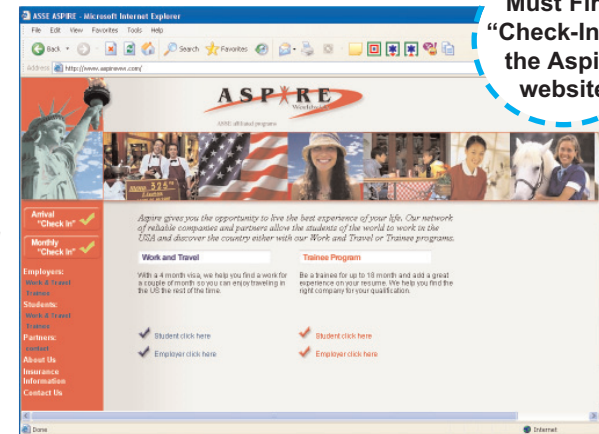 ASSE ASPIRE - Microsoft Internet Explorer
File Edit View Favorites Tools Help
Back Search Favorites
Address http://www.aspirewv.com/
Must
"Check-In
the
website
ASPIRE
Worldwide
ASSE affiliated programs
Arrival
"Check In"
Monthly
"Check In"
Employers:
Work & Travel
Trainee
Students:
Work & Travel
Trainee
Partners:
contact
About Us
Insurance
Information
Contact Us
Aspire gives you the opportunity to live the best experience of your life. Our network
of reliable companies and partners allow the students of the world to work in the
USA and discover the country either with our Work and Travel or Trainee programs.
Work and Travel
With a 4 month visa, we help you find a work for
a couple of month so you can enjoy traveling in
the US the rest of the time.
Student click here
Employer click here
Trainee Program
Be a trainee for up to 18 month and add a great
experience on your resume. We help you find the
right company for your qualification.
Student click here
Employer click here
Done
Internet